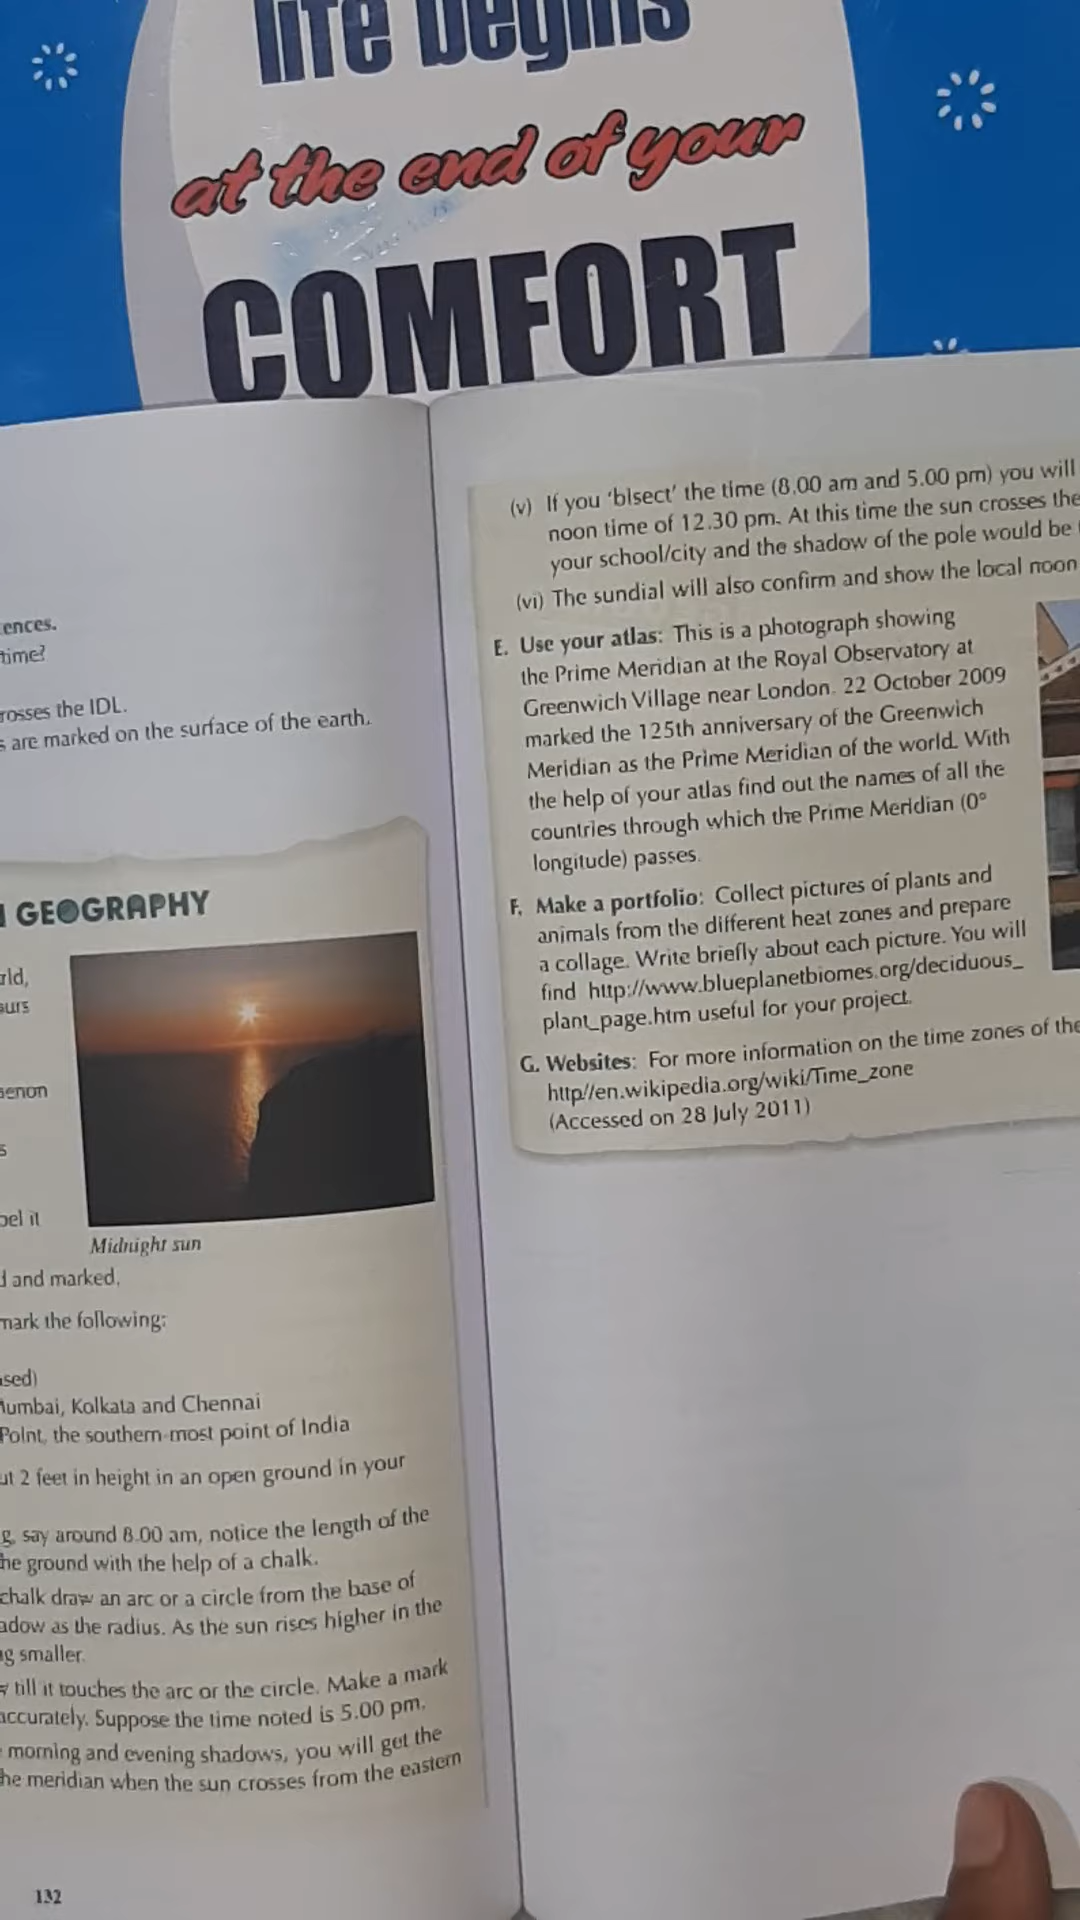 life begins
at the end of your
COMFORT
ences.
time?
rosses the IDL.
s are marked on the surface of the earth.
GEOGRAPHY
rld,
ours
enon
s
bel it
Midnight sun
d and marked.
mark the following:
sed)
Mumbai, Kolkata and Chennai
Point, the southern-most point of India
ut 2 feet in height in an open ground in your
g, say around 8.00 am, notice the length of the
he ground with the help of a chalk.
chalk draw an arc or a circle from the base of
adow as the radius. As the sun rises higher in the
ng smaller.
till it touches the arc or the circle. Make a mark
accurately. Suppose the time noted is 5.00 pm.
morning and evening shadows, you will get the
he meridian when the sun crosses from the eastern
132
(v) If you 'bisect' the time (8.00 am and 5.00 pm) you will
noon time of 12.30 pm. At this time the sun crosses the
your school/city and the shadow of the pole would be
(vi) The sundial will also confirm and show the local noon
E. Use your atlas: This is a photograph showing
the Prime Meridian at the Royal Observatory at
Greenwich Village near London. 22 October 2009
marked the 125th anniversary of the Greenwich
Meridian as the Prime Meridian of the world. With
the help of your atlas find out the names of all the
countries through which the Prime Meridian (0°
longitude) passes.
F. Make a portfolio: Collect pictures of plants and
animals from the different heat zones and prepare
a collage. Write briefly about each picture. You will
find http://www.blueplanetbiomes.org/deciduous_
plant_page.htm useful for your project.
G. Websites: For more information on the time zones of the
http//en.wikipedia.org/wiki/Time_zone
(Accessed on 28 July 2011)